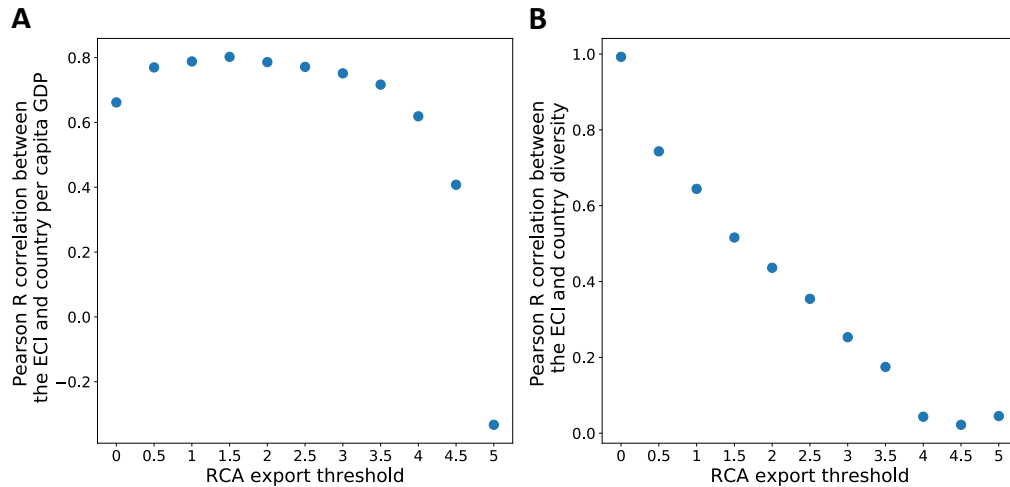 A
Pearson R correlation between
the ECI and country per capita GDP
0.8
0.6
0.4
0.2
0.0
−0.2
0 0.5 1 1.5 2 2.5 3 3.5 4 4.5 5
RCA export threshold
B
Pearson R correlation between
the ECI and country diversity
1.0
0.8
0.6
0.4
0.2
0.0
0 0.5 1 1.5 2 2.5 3 3.5 4 4.5 5
RCA export threshold